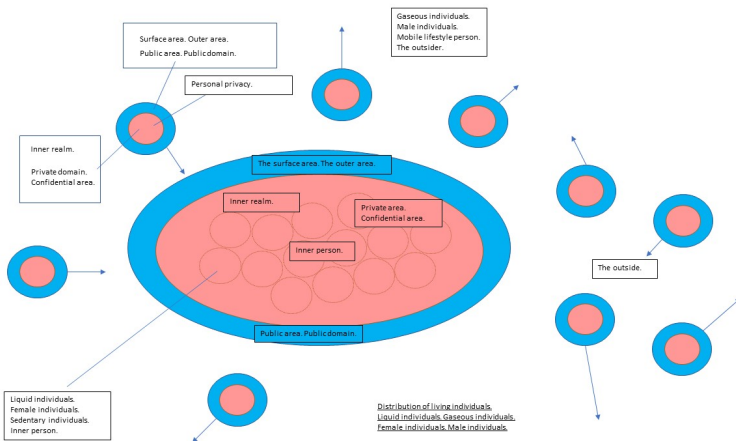 Gaseous individuals.
Male individuals.
Mobile lifestyle person.
The outsider.
Surface area. Outer area.
Public area. Public domain.
Personal privacy.
Inner realm.
Private domain.
Confidential area.
The surface area. The outer area.
Inner realm.
Private area.
Confidential area.
Inner person.
The outside.
Public area. Public domain.
Liquid individuals.
Female individuals.
Sedentary individuals.
Inner person.
Distribution of living individuals.
Liquid individuals. Gaseous individuals.
Female individuals. Male individuals.